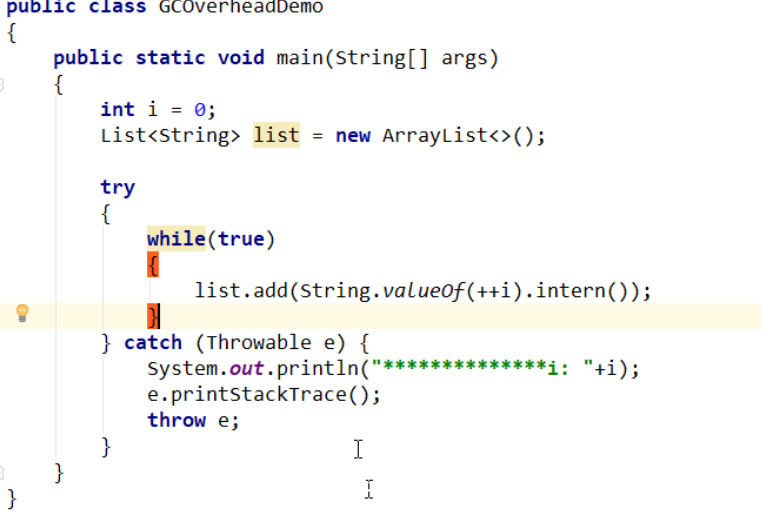 public class GCOverheadDemo
{
    public static void main(String[] args)
    {
        int i = 0;
        List<String> list = new ArrayList<>();
        try
        {
            while(true)
            {
                list.add(String.valueOf(++i).intern());
            }
        } catch (Throwable e) {
            System.out.println("**************i: "+i);
            e.printStackTrace();
            throw e;
        }
    }
}